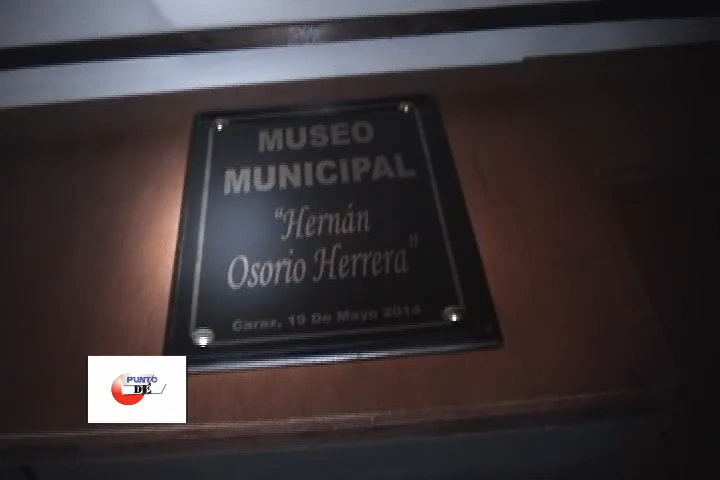 MUSEO
MUNICIPAL
“Hernán
Osorio Herrera”
Caraz, 19 De Mayo 2014
PUNTO
DE